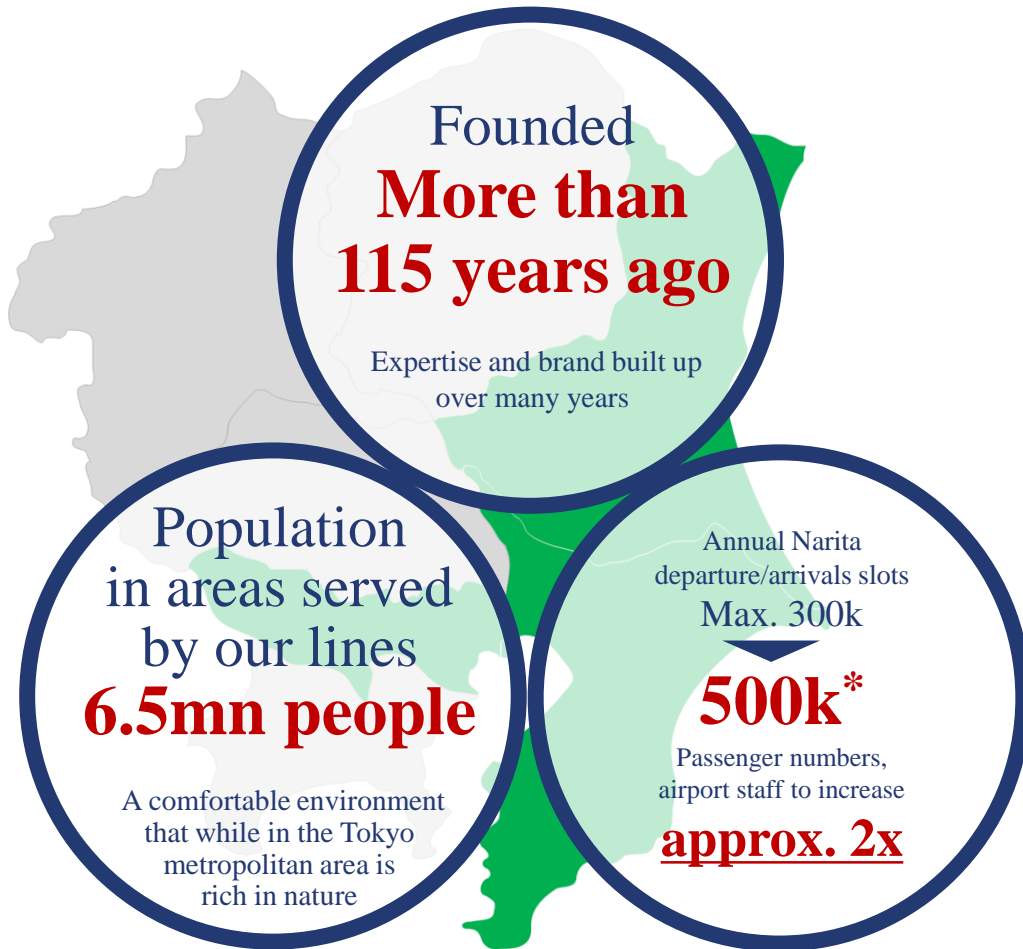 Founded
More than
115 years ago
Expertise and brand built up
over many years
Population
in areas served
by our lines
6.5mn people
A comfortable environment
that while in the Tokyo
metropolitan area is
rich in nature
Annual Narita
departure/arrivals slots
Max. 300k
500k*
Passenger numbers,
airport staff to increase
approx. 2x